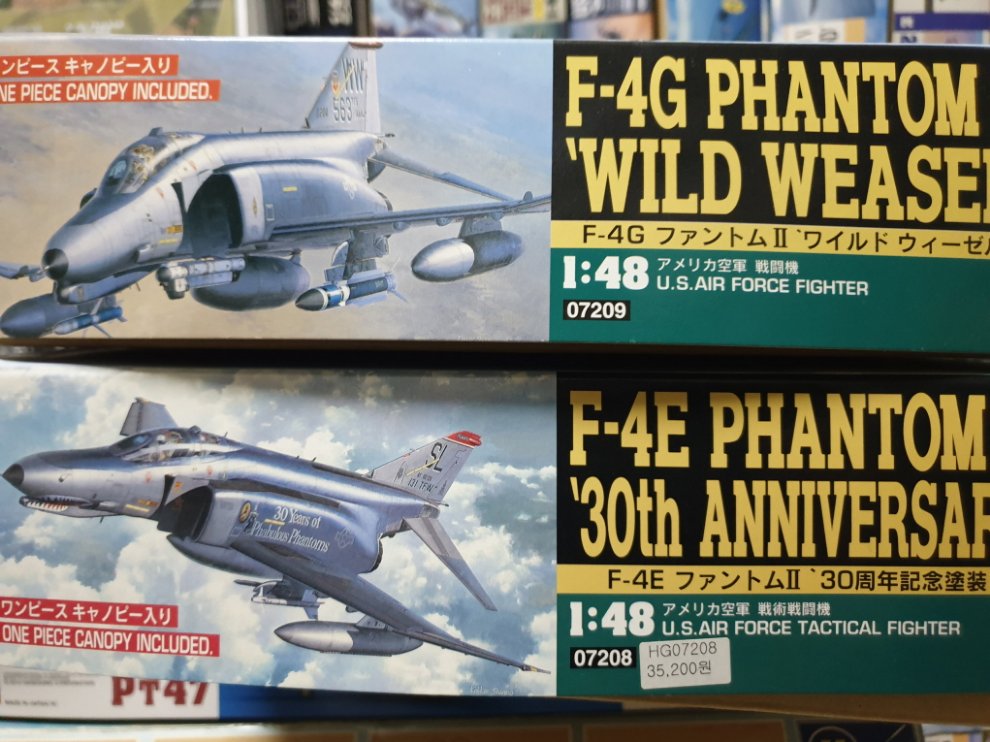 ワンピース キャノピー入り
ONE PIECE CANOPY INCLUDED.
WW
563
F-4G PHANTOM
'WILD WEASEL
F-4G ファントムII 'ワイルド ウィーゼル
1:48 アメリカ空軍 戦闘機
U.S.AIR FORCE FIGHTER
07209
SL
131TFW
30 Years of
Phabulous Phantoms
ワンピース キャノピー入り
ONE PIECE CANOPY INCLUDED.
F-4E PHANTOM
'30th ANNIVERSAR
F-4E ファントムII '30周年記念塗装
1:48 アメリカ空軍 戦術戦闘機
U.S.AIR FORCE TACTICAL FIGHTER
07208
HG07208
35,200원
PT47